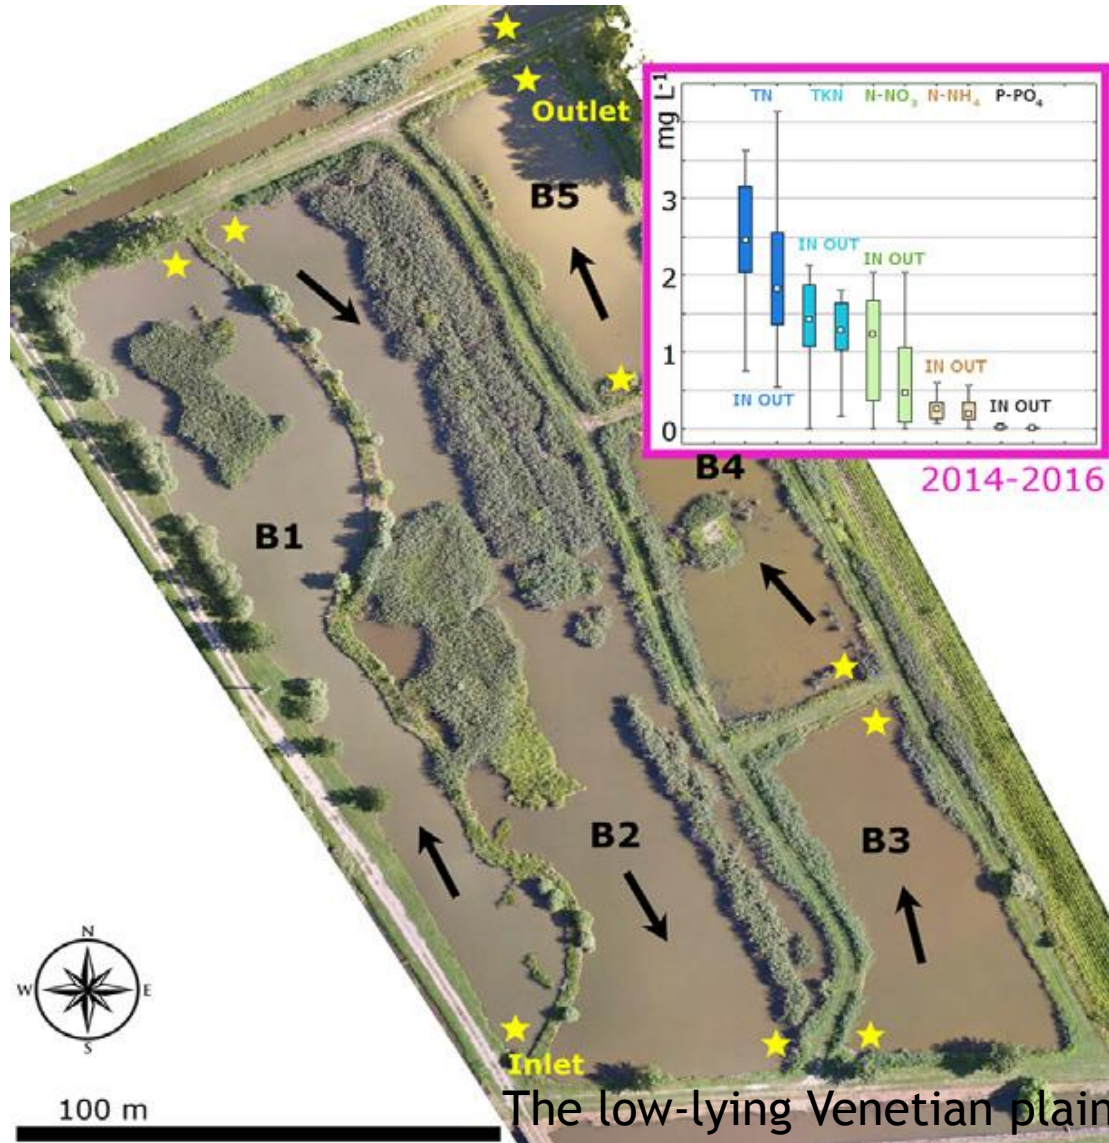 Outlet
B5
mg L-1
TN TKN N-NO3 N-NH4 P-PO4
3
2
1
0
IN OUT
IN OUT
IN OUT
IN OUT
IN OUT
2014-2016
B4
B1
B2
B3
N
W E
S
Inlet
100 m
The low-lying Venetian plain